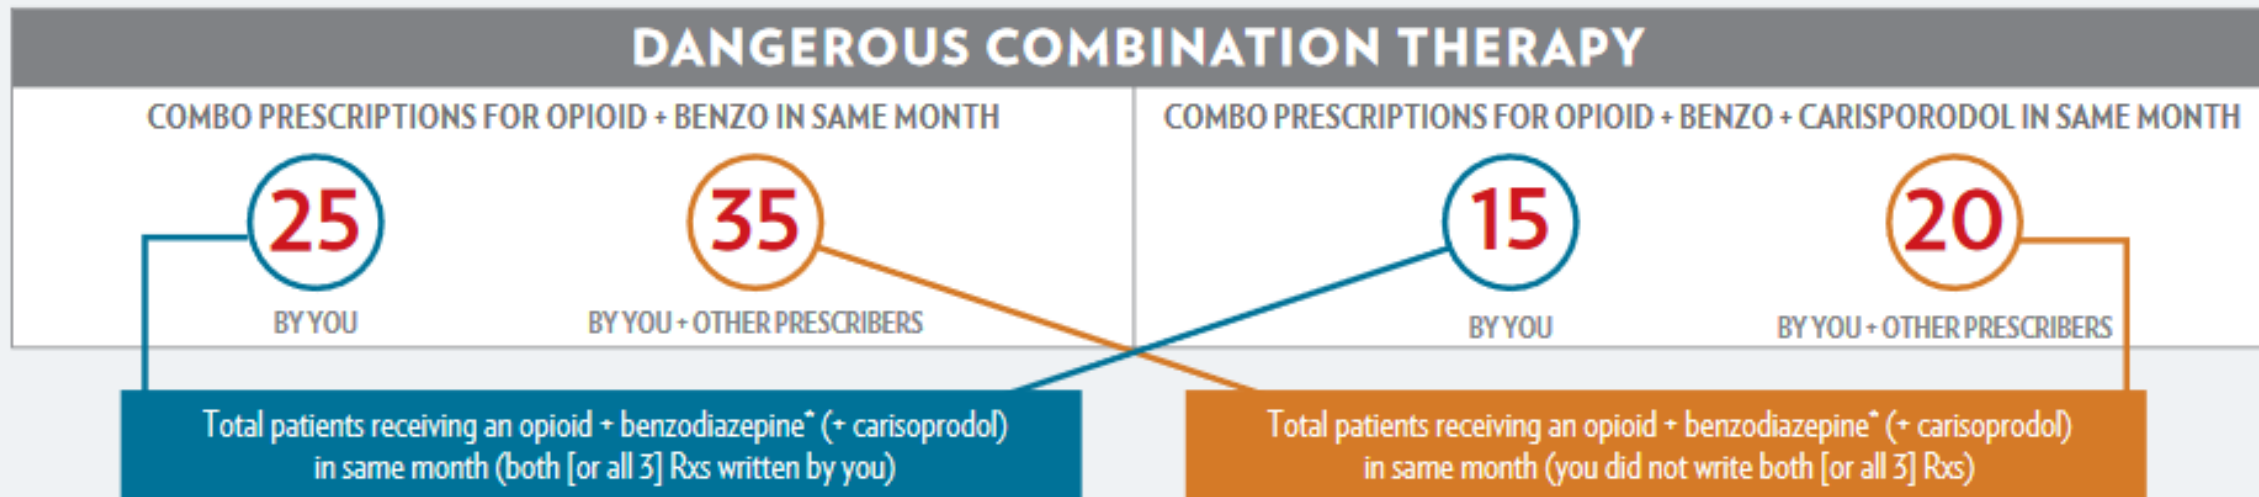 DANGEROUS COMBINATION THERAPY
COMBO PRESCRIPTIONS FOR OPIOID + BENZO IN SAME MONTH
25
BY YOU
35
BY YOU + OTHER PRESCRIBERS
COMBO PRESCRIPTIONS FOR OPIOID + BENZO + CARISPORODOL IN SAME MONTH
15
BY YOU
20
BY YOU + OTHER PRESCRIBERS
Total patients receiving an opioid + benzodiazepine* (+ carisoprodol)
in same month (both [or all 3] Rxs written by you)
Total patients receiving an opioid + benzodiazepine* (+ carisoprodol)
in same month (you did not write both [or all 3] Rxs)